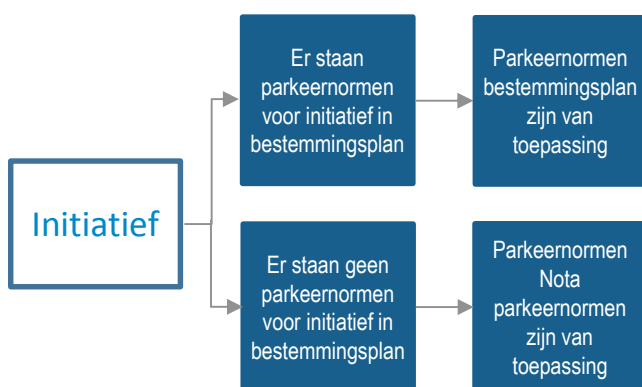 Initiatief
Er staan
parkeernormen
voor initiatief in
bestemmingsplan
Parkeernormen
bestemmingsplan
zijn van
toepassing
Er staan geen
parkeernormen
voor initiatief in
bestemmingsplan
Parkeernormen
Nota
parkeernormen
zijn van
toepassing